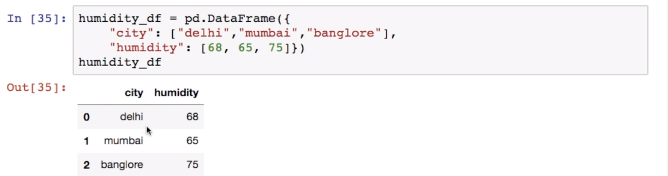 In [35]: humidity_df = pd.DataFrame({
"city": ["delhi","mumbai","banglore"],
"humidity": [68, 65, 75]})
humidity_df
Out[35]:
city humidity
0 delhi 68
1 mumbai 65
2 banglore 75